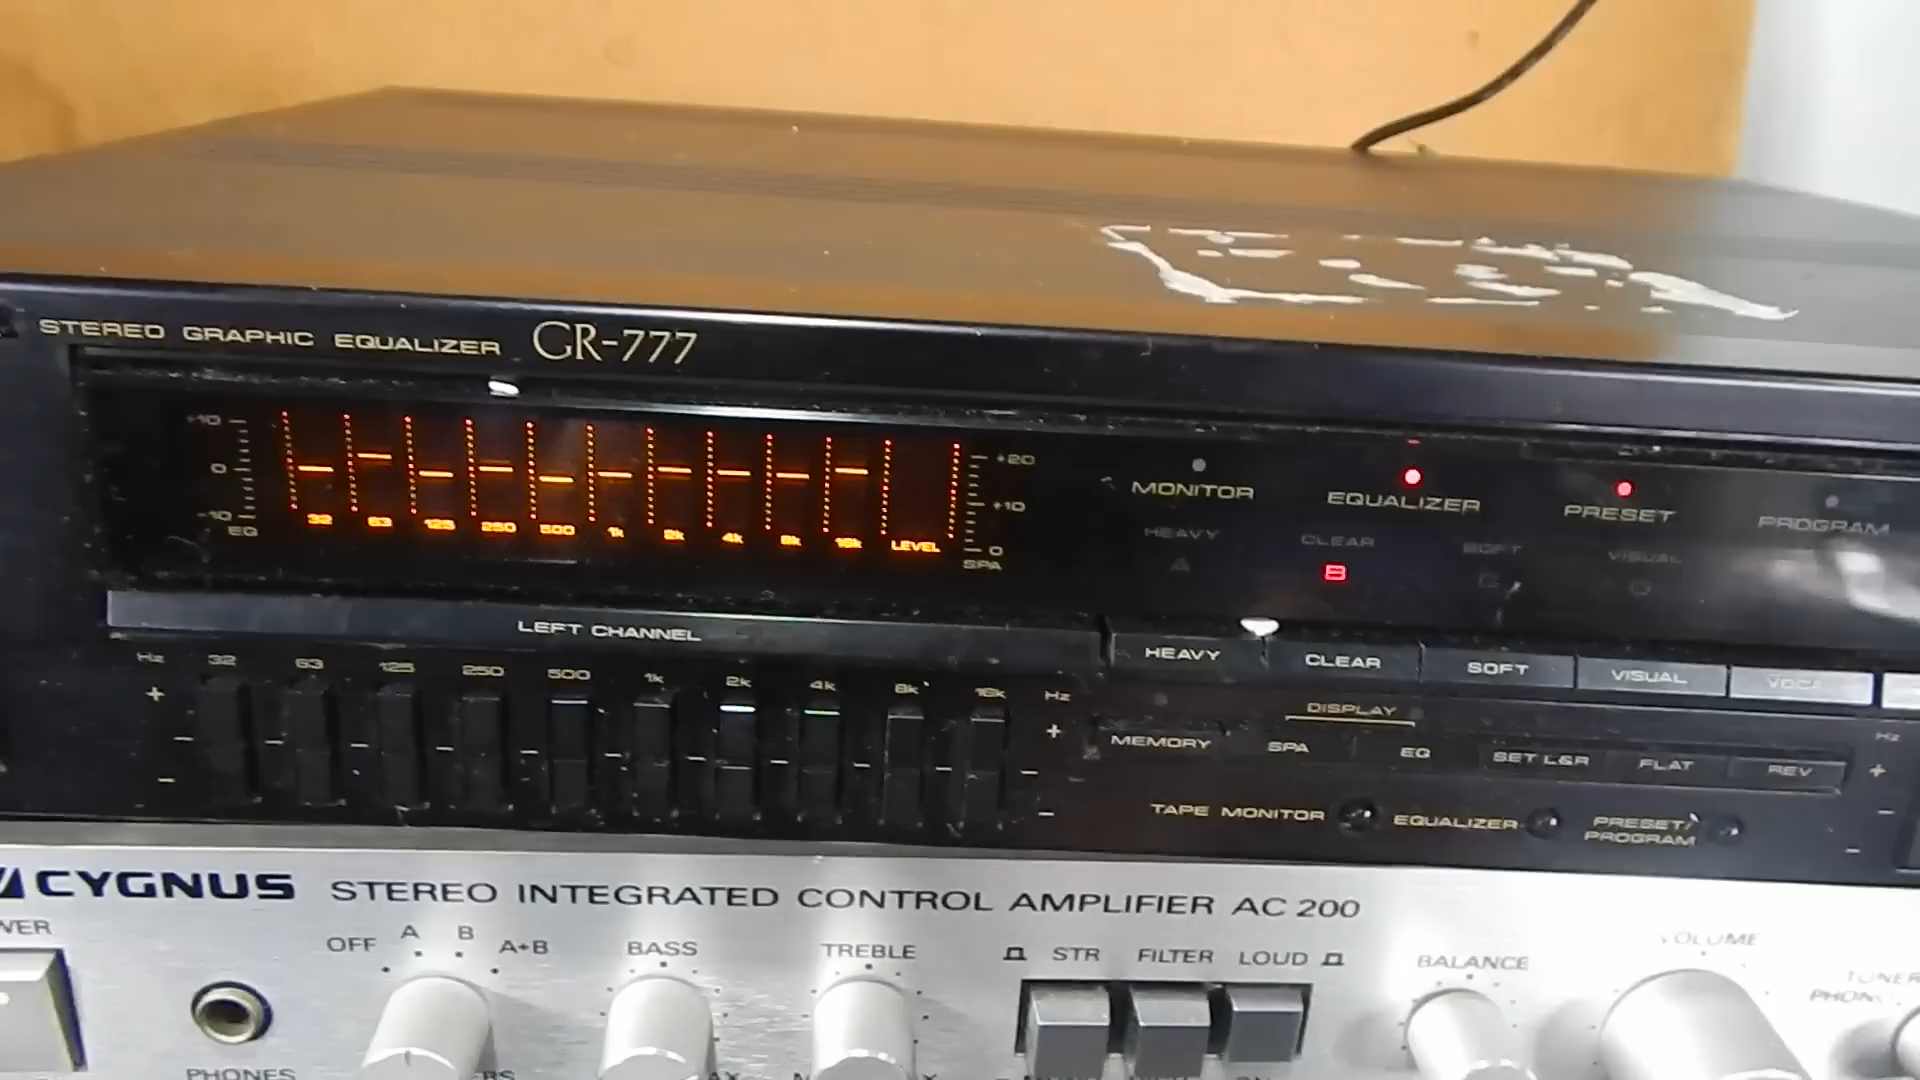 STEREO GRAPHIC EQUALIZER GR-777
+10
0
-10
EQ
32 63 125 250 500 1k 2k 4k 8k 16k LEVEL
+20
+10
0
SPA
MONITOR EQUALIZER PRESET PROGRAM
HEAVY CLEAR SOFT VISUAL
A B C D
LEFT CHANNEL
Hz 32 63 125 250 500 1k 2k 4k 8k 16k Hz
+ +
- -
HEAVY CLEAR SOFT VISUAL
DISPLAY
MEMORY SPA EQ SET L&R FLAT REV
Hz
+
-
TAPE MONITOR EQUALIZER PRESET/
PROGRAM
CYGNUS STEREO INTEGRATED CONTROL AMPLIFIER AC 200
OFF A B A+B BASS TREBLE STR FILTER LOUD BALANCE VOLUME
TUNER
PHONES